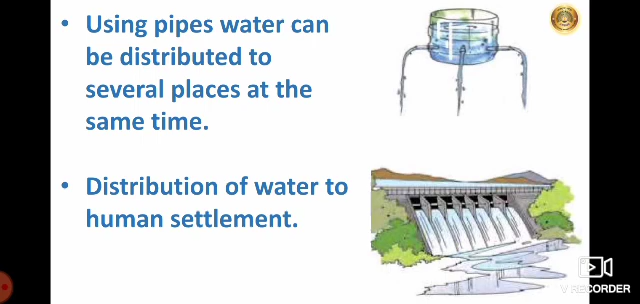 • Using pipes water can
be distributed to
several places at the
same time.
• Distribution of water to
human settlement.
V RECORDER